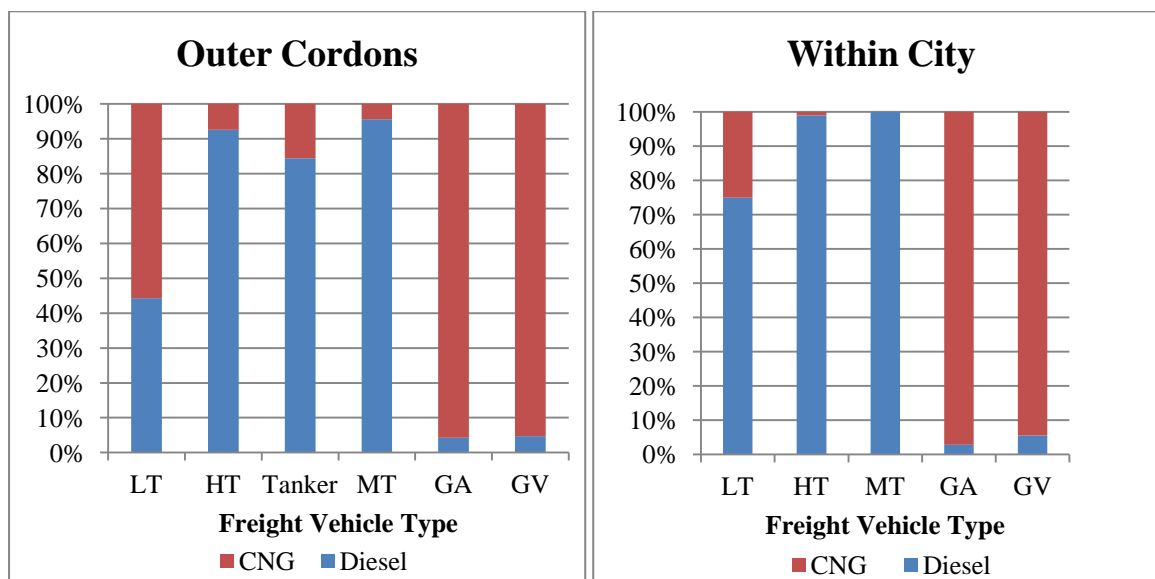 Outer Cordons
100%
90%
80%
70%
60%
50%
40%
30%
20%
10%
0%
LT HT Tanker MT GA GV
Freight Vehicle Type
CNG Diesel
Within City
100%
90%
80%
70%
60%
50%
40%
30%
20%
10%
0%
LT HT MT GA GV
Freight Vehicle Type
CNG Diesel